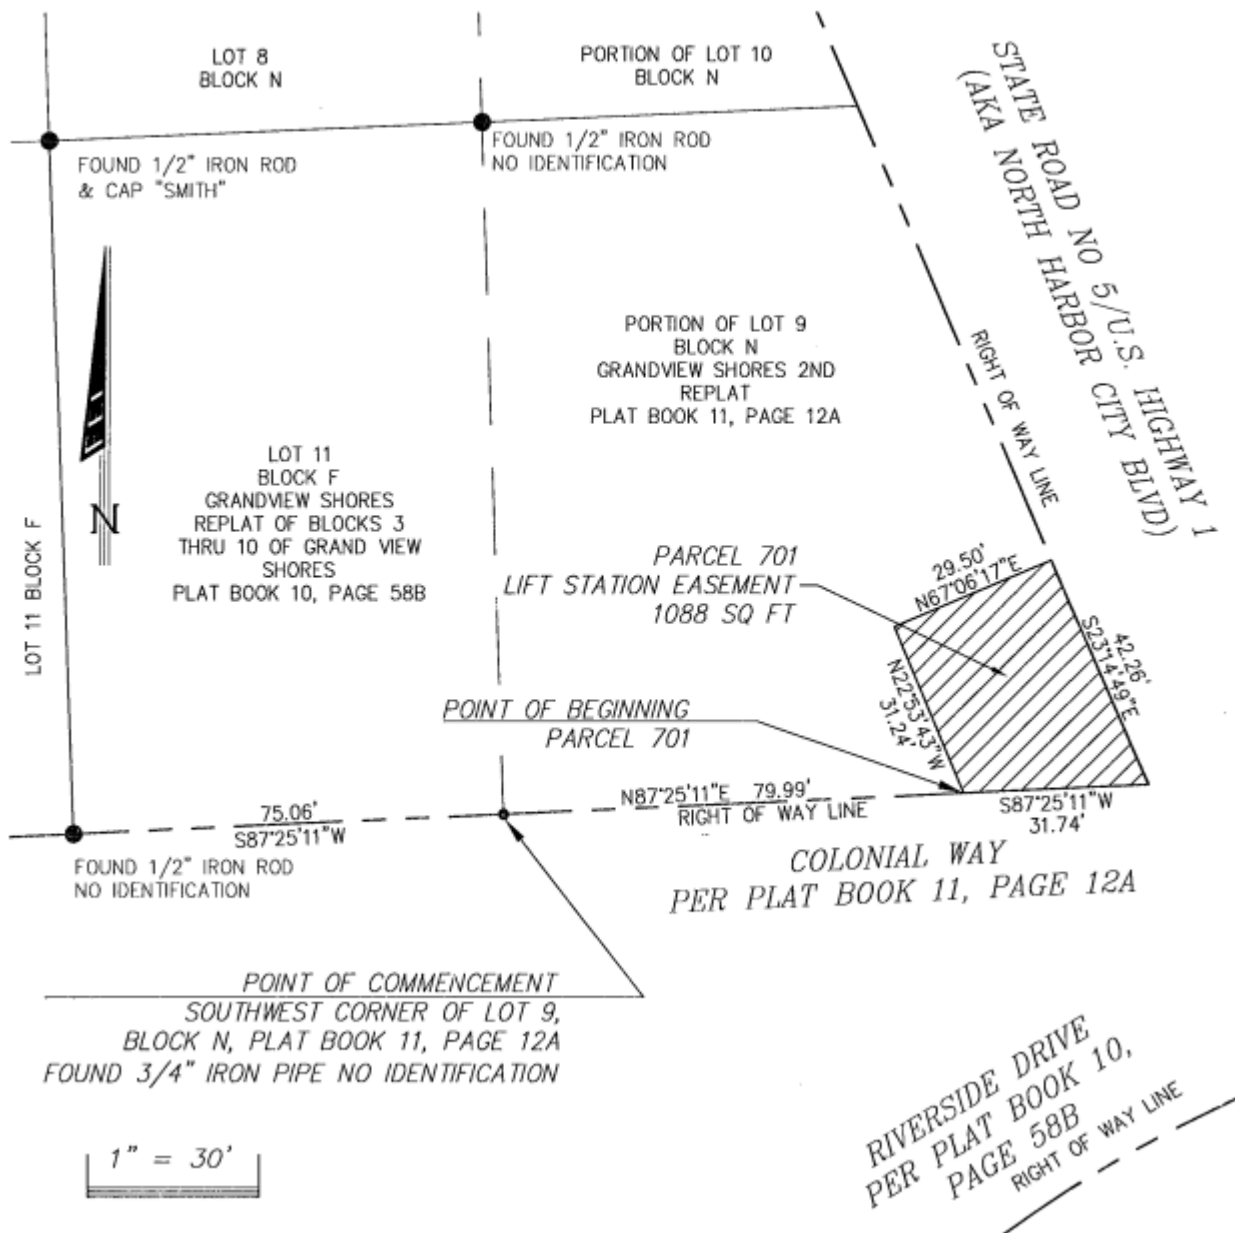 LOT 8
BLOCK N
PORTION OF LOT 10
BLOCK N
STATE ROAD NO 5/U.S. HIGHWAY 1
(AKA NORTH HARBOR CITY BLVD)
FOUND 1/2" IRON ROD
& CAP "SMITH"
FOUND 1/2" IRON ROD
NO IDENTIFICATION
PORTION OF LOT 9
BLOCK N
GRANDVIEW SHORES 2ND
REPLAT
PLAT BOOK 11, PAGE 12A
RIGHT OF WAY LINE
N
LOT 11 BLOCK F
LOT 11
BLOCK F
GRANDVIEW SHORES
REPLAT OF BLOCKS 3
THRU 10 OF GRAND VIEW
SHORES
PLAT BOOK 10, PAGE 58B
PARCEL 701
LIFT STATION EASEMENT
1088 SQ FT
29.50'
N67°06'17"E
42.26'
S23°14'49"E
N22°53'43"W
31.24'
POINT OF BEGINNING
PARCEL 701
75.06'
S87°25'11"W
N87°25'11"E 79.99'
RIGHT OF WAY LINE
S87°25'11"W
31.74'
FOUND 1/2" IRON ROD
NO IDENTIFICATION
COLONIAL WAY
PER PLAT BOOK 11, PAGE 12A
POINT OF COMMENCEMENT
SOUTHWEST CORNER OF LOT 9,
BLOCK N, PLAT BOOK 11, PAGE 12A
FOUND 3/4" IRON PIPE NO IDENTIFICATION
1" = 30'
RIVERSIDE DRIVE
PER PLAT BOOK 10,
PAGE 58B
RIGHT OF WAY LINE